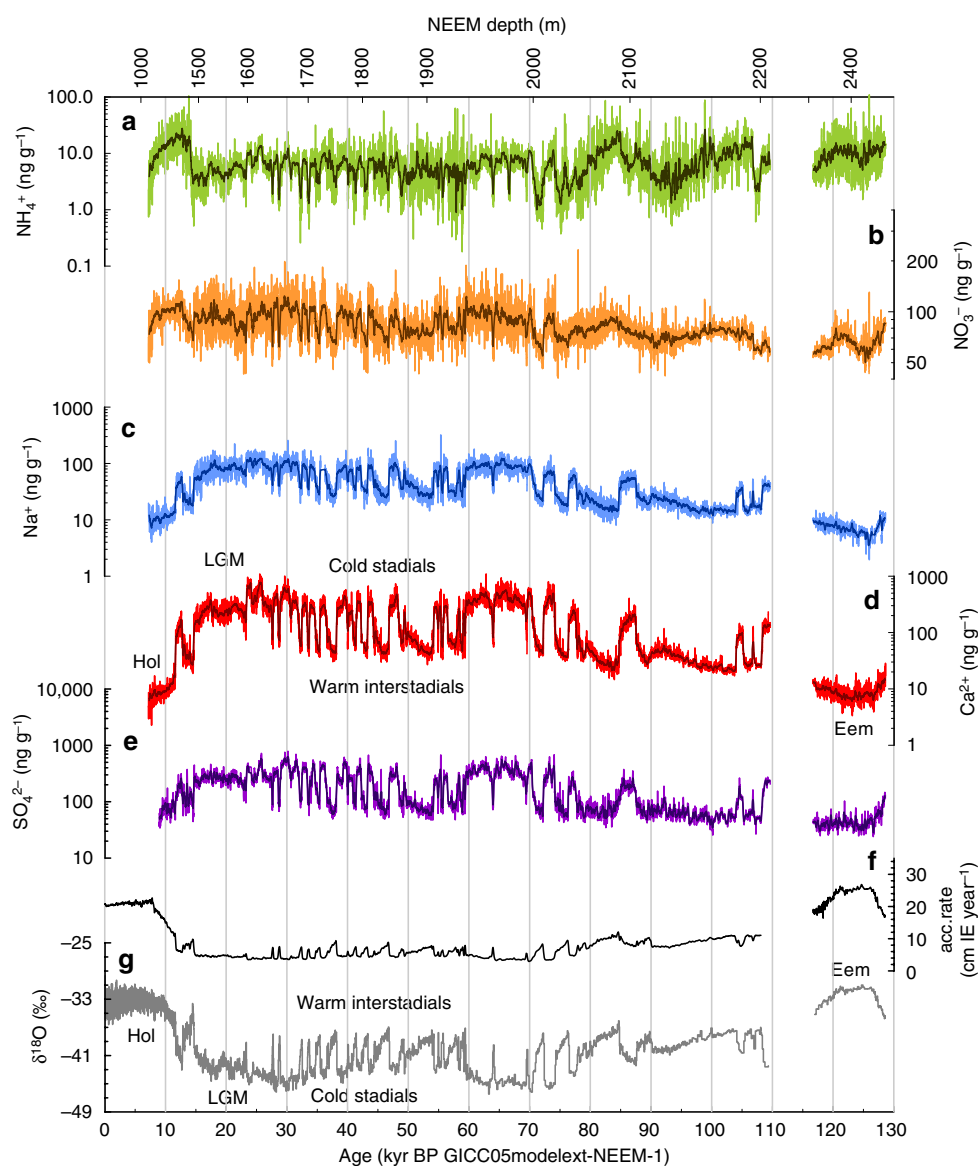 NEEM depth (m)
1000 1500 1600 1700 1800 1900 2000 2100 2200 2400
a
100.0
10.0
1.0
0.1
NH₄⁺ (ng g⁻¹)
b
200
100
50
NO₃⁻ (ng g⁻¹)
c
1000
100
10
1
Na⁺ (ng g⁻¹)
LGM
Cold stadials
d
1000
100
10
1
Ca²⁺ (ng g⁻¹)
Hol
Warm interstadials
Eem
e
10,000
1000
100
10
SO₄²⁻ (ng g⁻¹)
f
30
20
10
0
acc.rate
(cm IE year⁻¹)
g
−25
−33
−41
−49
δ¹⁸O (‰)
Eem
Warm interstadials
Hol
LGM
Cold stadials
0 10 20 30 40 50 60 70 80 90 100 110 120 130
Age (kyr BP GICC05modelext-NEEM-1)